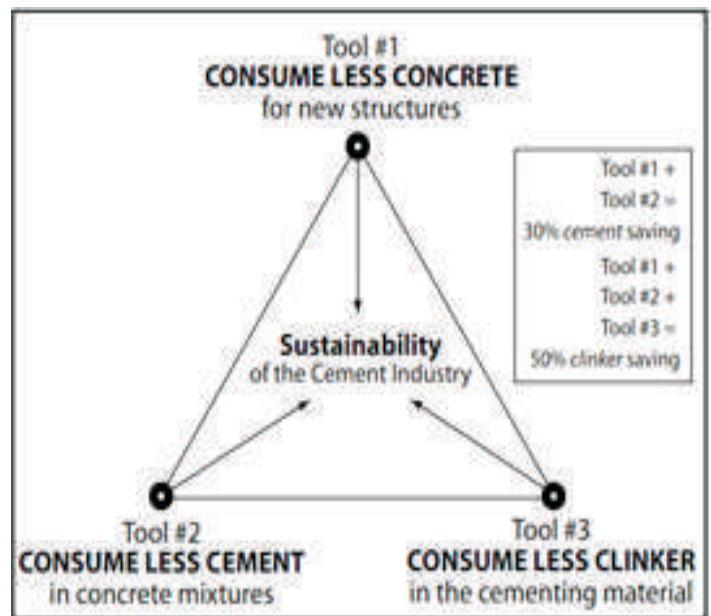 Tool #1
CONSUME LESS CONCRETE
for new structures
Tool #1 +
Tool #2 =
30% cement saving
Tool #1 +
Tool #2 +
Tool #3 =
50% clinker saving
Sustainability
of the Cement Industry
Tool #2
CONSUME LESS CEMENT
in concrete mixtures
Tool #3
CONSUME LESS CLINKER
in the cementing material